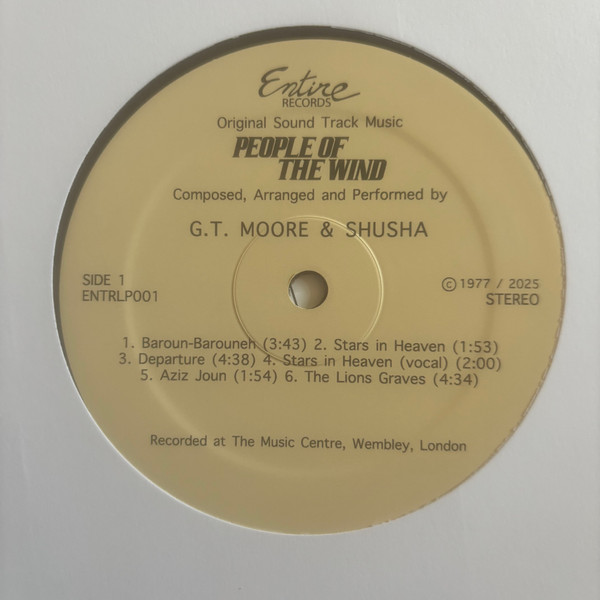 Entire
RECORDS
Original Sound Track Music
PEOPLE OF
THE WIND
Composed, Arranged and Performed by
G.T. MOORE & SHUSHA
SIDE 1
ENTRLP001
© 1977 / 2025
STEREO
1. Baroun-Barouneh (3:43) 2. Stars in Heaven (1:53)
3. Departure (4:38) 4. Stars in Heaven (vocal) (2:00)
5. Aziz Joun (1:54) 6. The Lions Graves (4:34)
Recorded at The Music Centre, Wembley, London